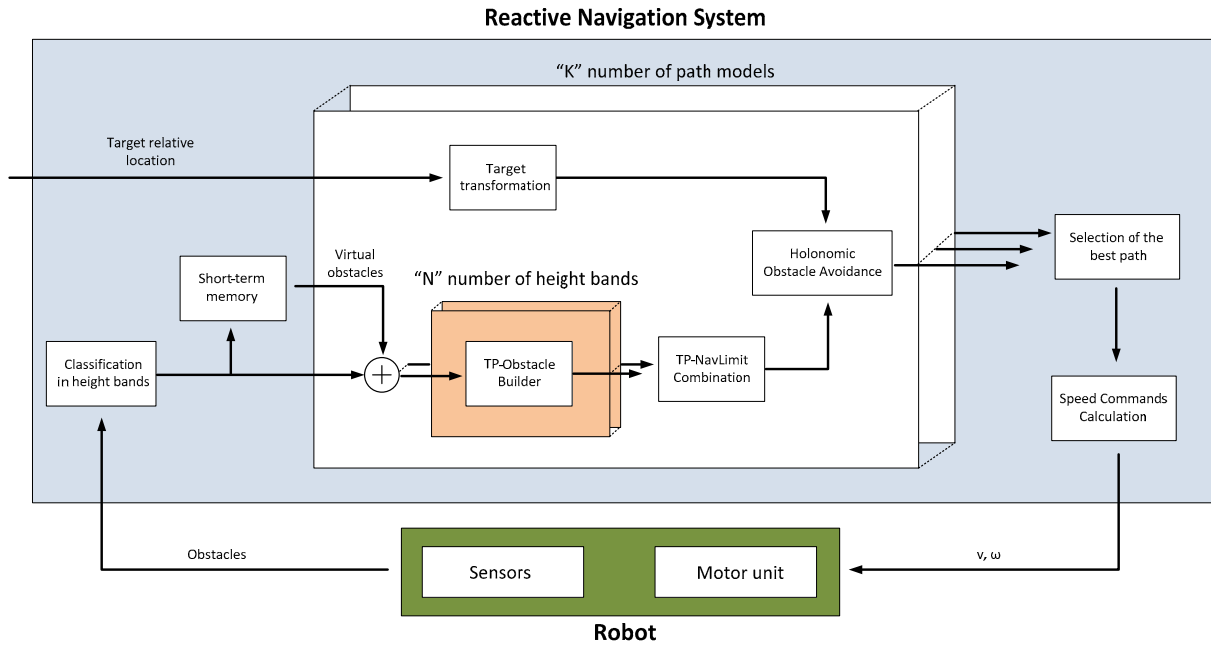 Reactive Navigation System
“K” number of path models
Target relative
location
Target
transformation
Holonomic
Obstacle Avoidance
Selection of the
best path
Short-term
memory
Virtual
obstacles
“N” number of height bands
Classification
in height bands
TP-Obstacle
Builder
TP-NavLimit
Combination
Speed Commands
Calculation
Obstacles
Sensors
Motor unit
v, ω
Robot